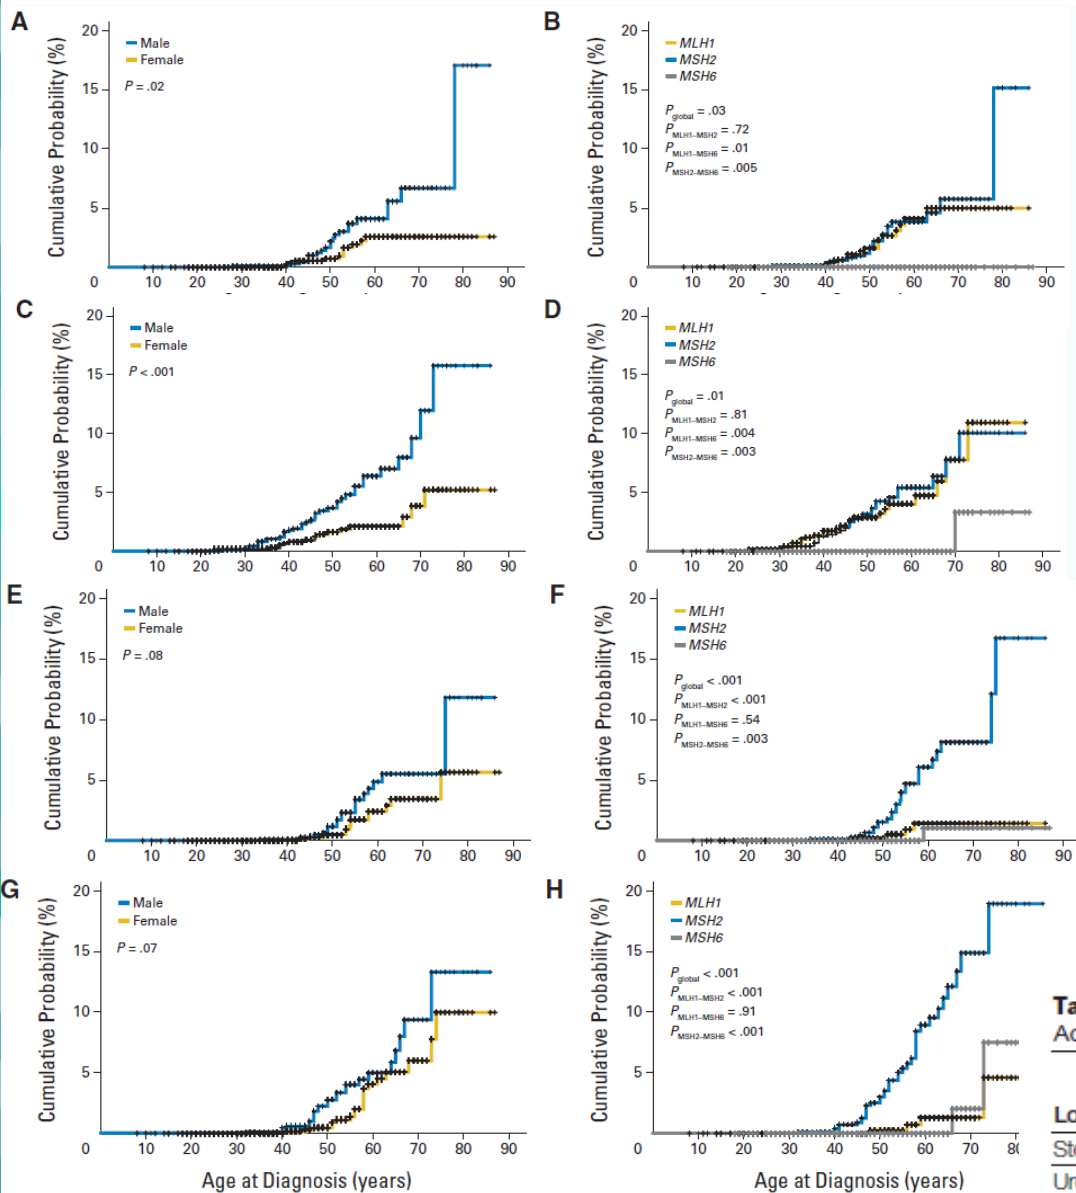 A
Cumulative Probability (%)
20
15
10
5
0
Male
Female
P = .02
10 20 30 40 50 60 70 80 90
B
Cumulative Probability (%)
20
15
10
5
0
MLH1
MSH2
MSH6
Pglobal = .03
PMLH1–MSH2 = .72
PMLH1–MSH6 = .01
PMSH2–MSH6 = .005
10 20 30 40 50 60 70 80 90
C
Cumulative Probability (%)
20
15
10
5
0
Male
Female
P < .001
10 20 30 40 50 60 70 80 90
D
Cumulative Probability (%)
20
15
10
5
0
MLH1
MSH2
MSH6
Pglobal = .01
PMLH1–MSH2 = .81
PMLH1–MSH6 = .004
PMSH2–MSH6 = .003
10 20 30 40 50 60 70 80 90
E
Cumulative Probability (%)
20
15
10
5
0
Male
Female
P = .08
10 20 30 40 50 60 70 80 90
F
Cumulative Probability (%)
20
15
10
5
0
MLH1
MSH2
MSH6
Pglobal < .001
PMLH1–MSH2 < .001
PMLH1–MSH6 = .54
PMSH2–MSH6 = .003
10 20 30 40 50 60 70 80 90
G
Cumulative Probability (%)
20
15
10
5
0
Male
Female
P = .07
10 20 30 40 50 60 70 80 90
Age at Diagnosis (years)
H
Cumulative Probability (%)
20
15
10
5
0
MLH1
MSH2
MSH6
Pglobal < .001
PMLH1–MSH2 < .001
PMLH1–MSH6 = .91
PMSH2–MSH6 < .001
10 20 30 40 50 60 70
Age at Diagnosis (years)